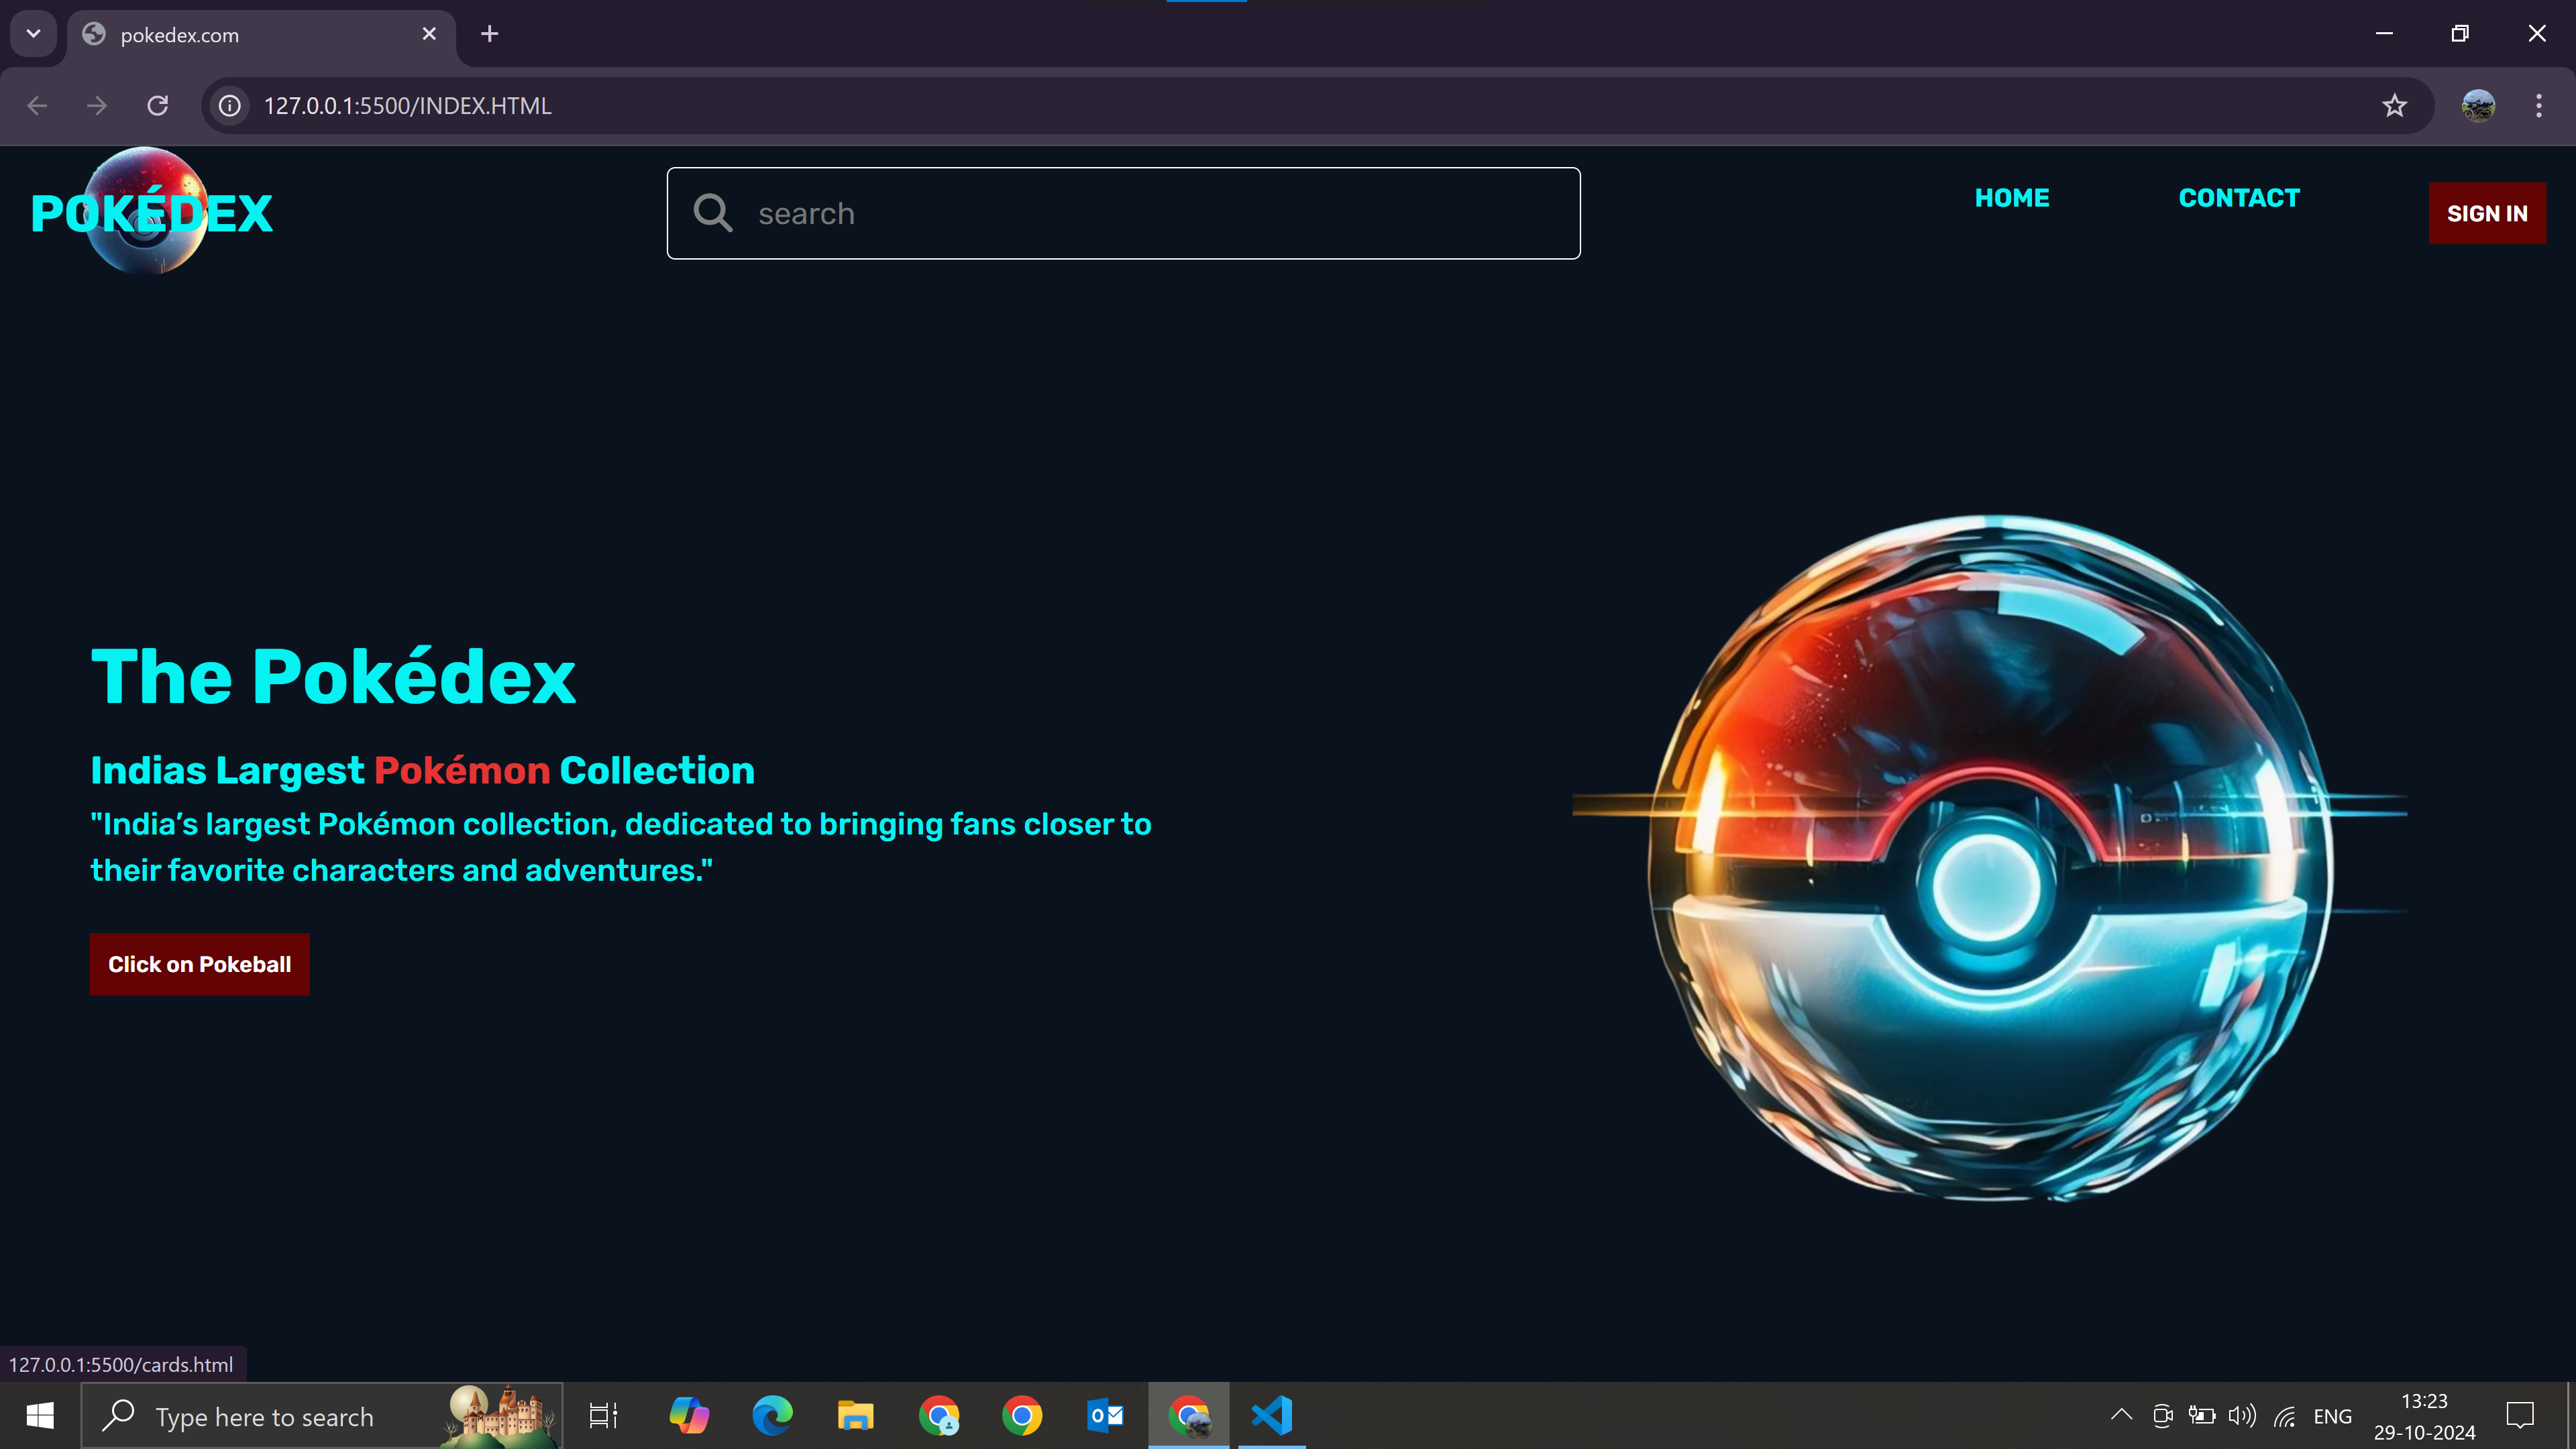 pokedex.com
127.0.0.1:5500/INDEX.HTML
POKÉDEX
search
HOME
CONTACT
SIGN IN
The Pokédex
Indias Largest Pokémon Collection
"India’s largest Pokémon collection, dedicated to bringing fans closer to
their favorite characters and adventures."
Click on Pokeball
127.0.0.1:5500/cards.html
Type here to search
ENG
13:23
29-10-2024